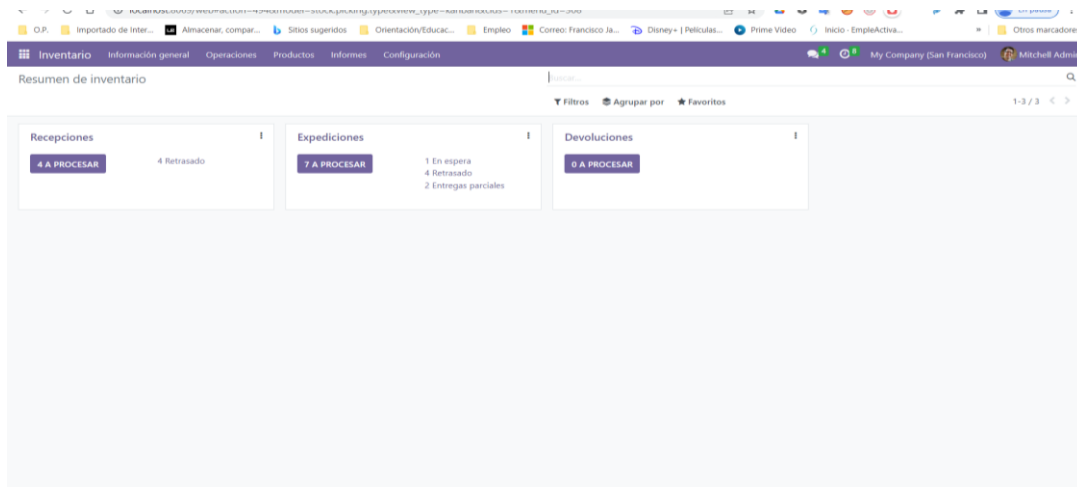 O.P. Importado de Inter... Almacenar, compar... Sitios sugeridos Orientación/Educac... Empleo Correo: Francisco Ja... Disney+ | Películas... Prime Video Inicio - EmpleActiva... » Otros marcadores
Inventario Información general Operaciones Productos Informes Configuración 4 8 My Company (San Francisco) Mitchell Admin
Resumen de inventario Buscar...
Filtros Agrupar por Favoritos 1-3 / 3
Recepciones
4 A PROCESAR 4 Retrasado
Expediciones
7 A PROCESAR 1 En espera
4 Retrasado
2 Entregas parciales
Devoluciones
0 A PROCESAR